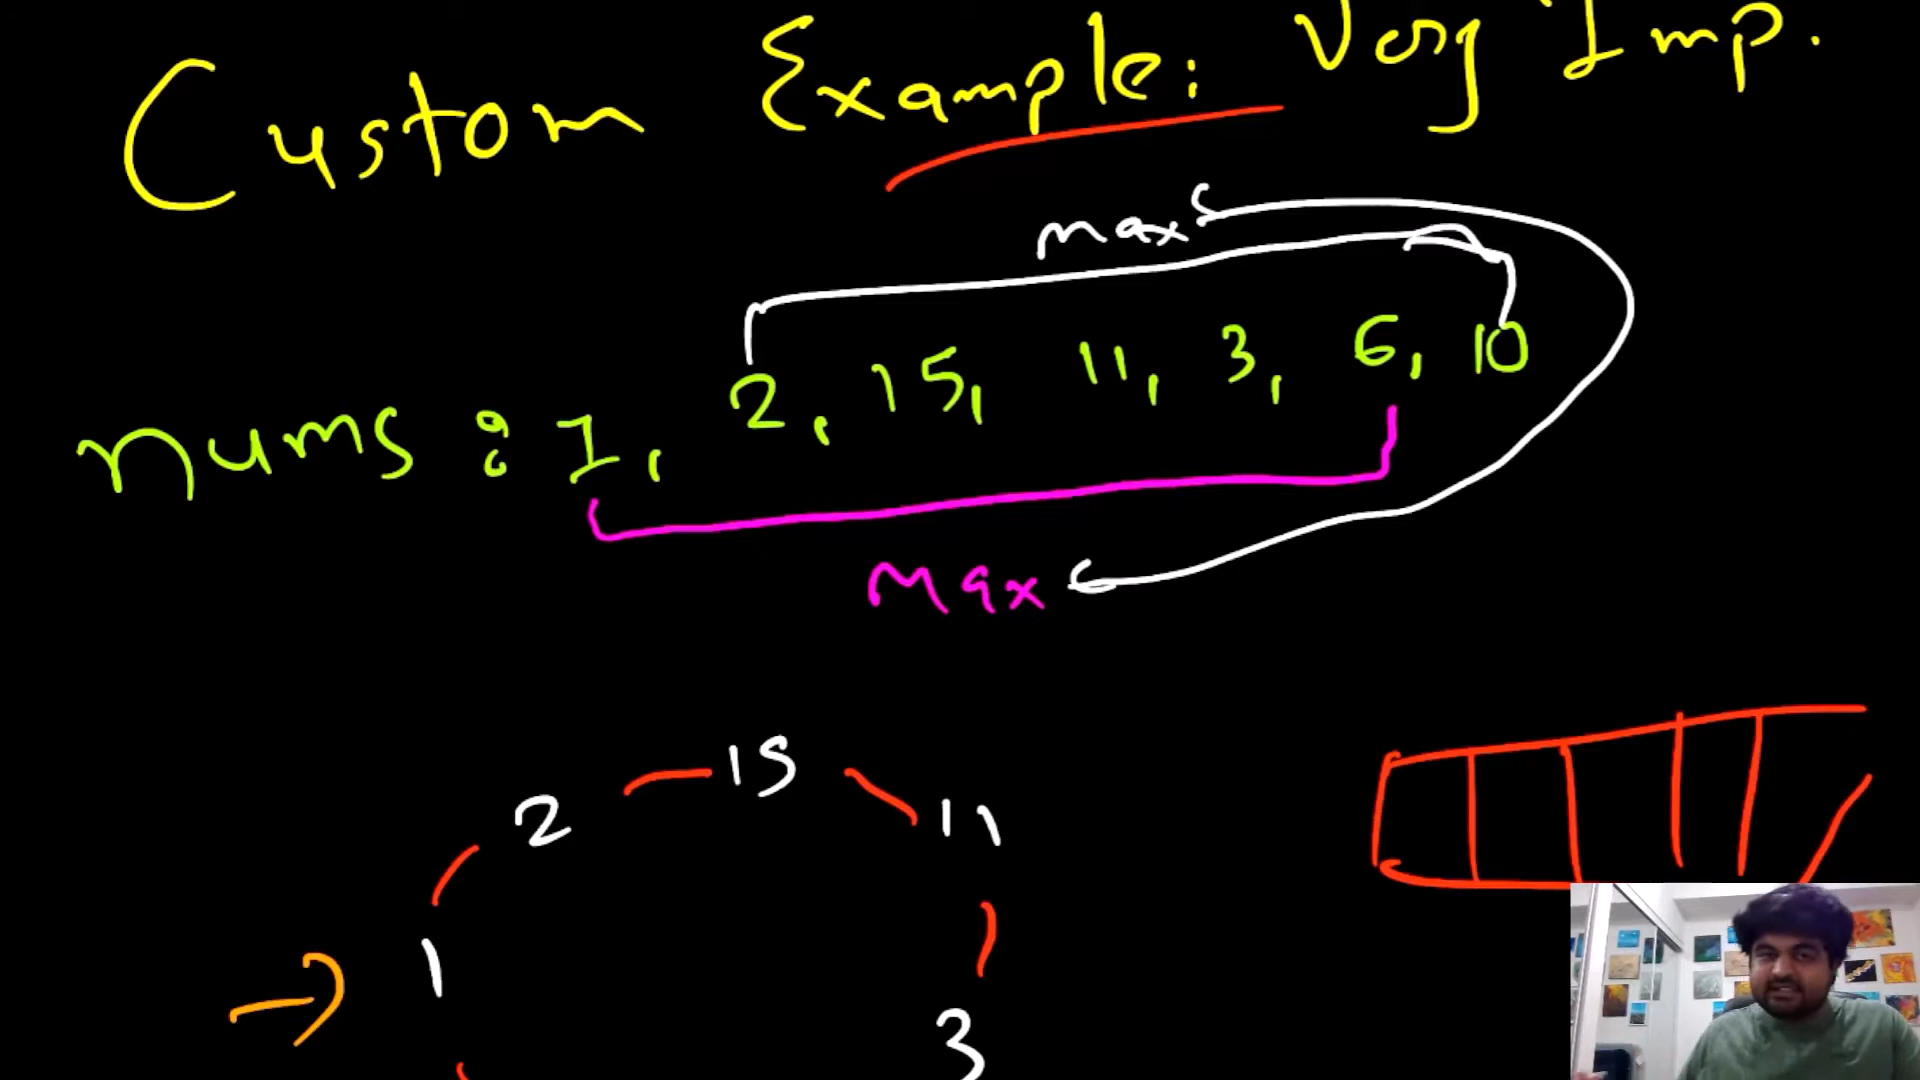 Custom Example: Very Imp.
max
nums : 1, 2, 15, 11, 3, 6, 10
Max
2 15 11
1
3